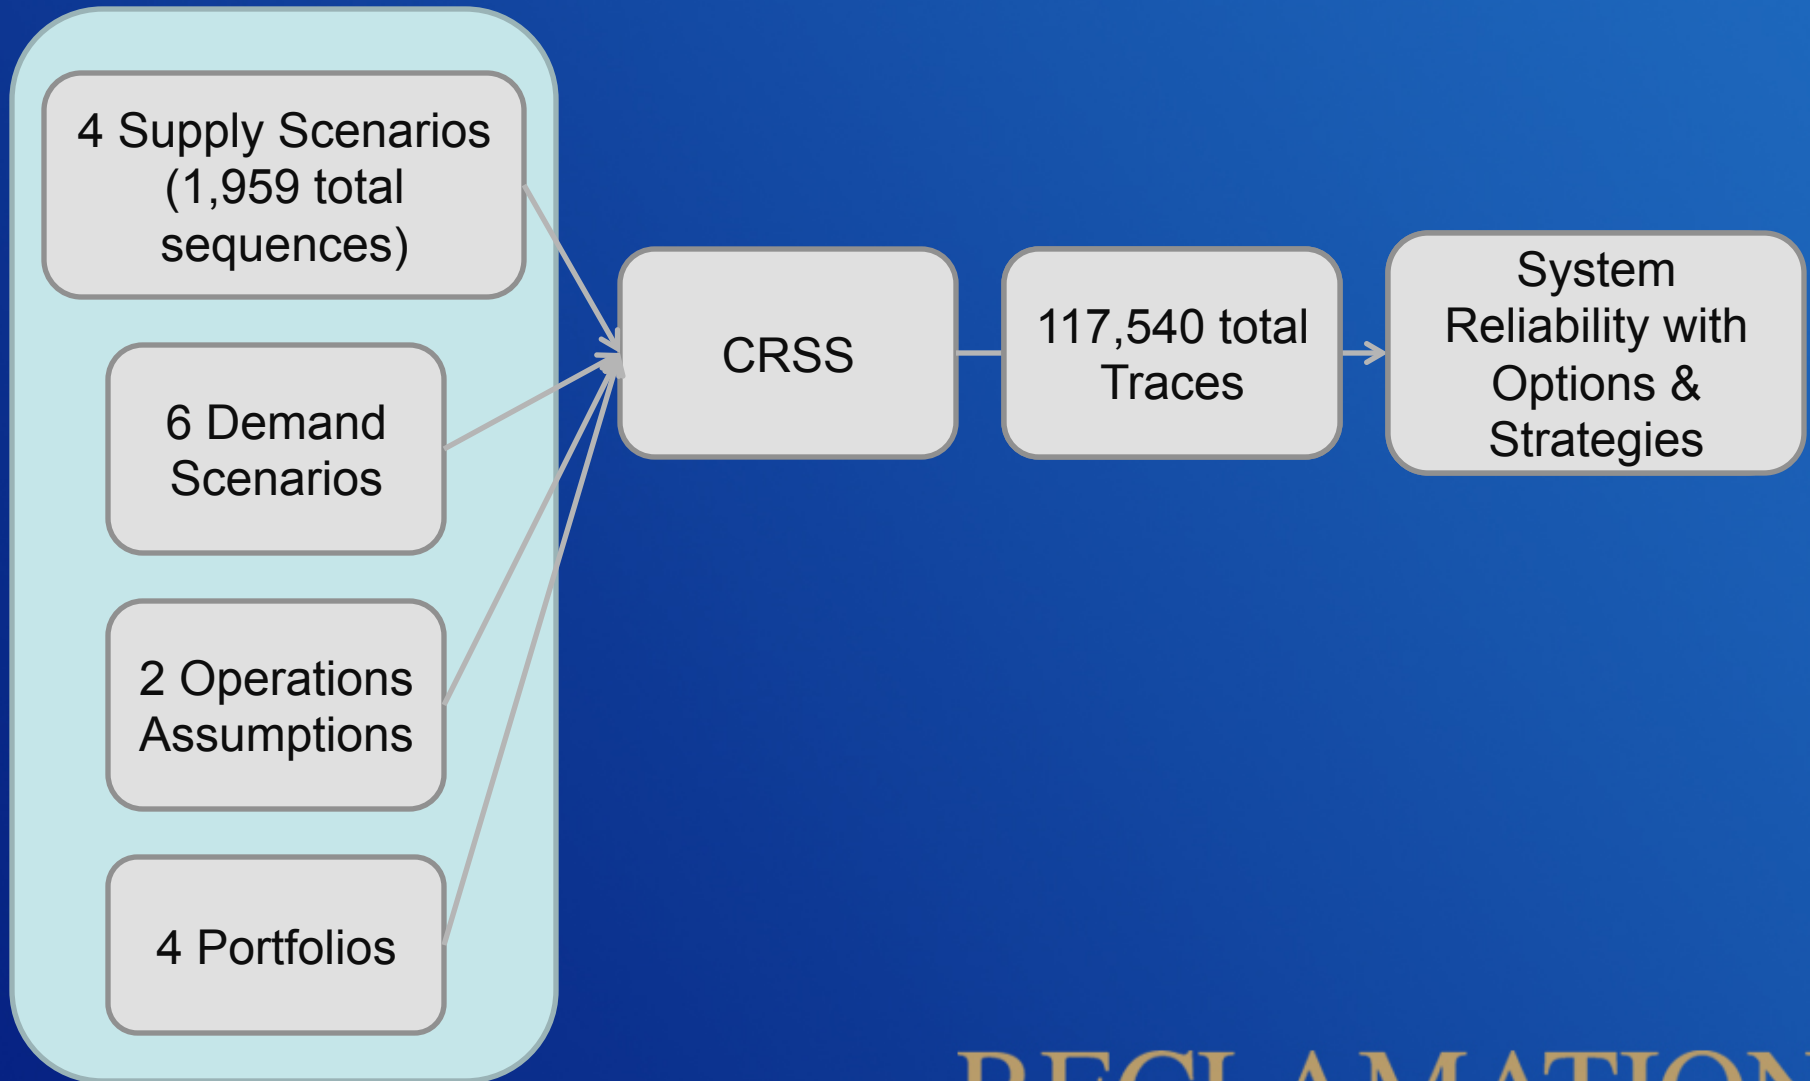 4 Supply Scenarios
(1,959 total
sequences)
6 Demand
Scenarios
2 Operations
Assumptions
4 Portfolios
CRSS
117,540 total
Traces
System
Reliability with
Options &
Strategies
RECLAMATION